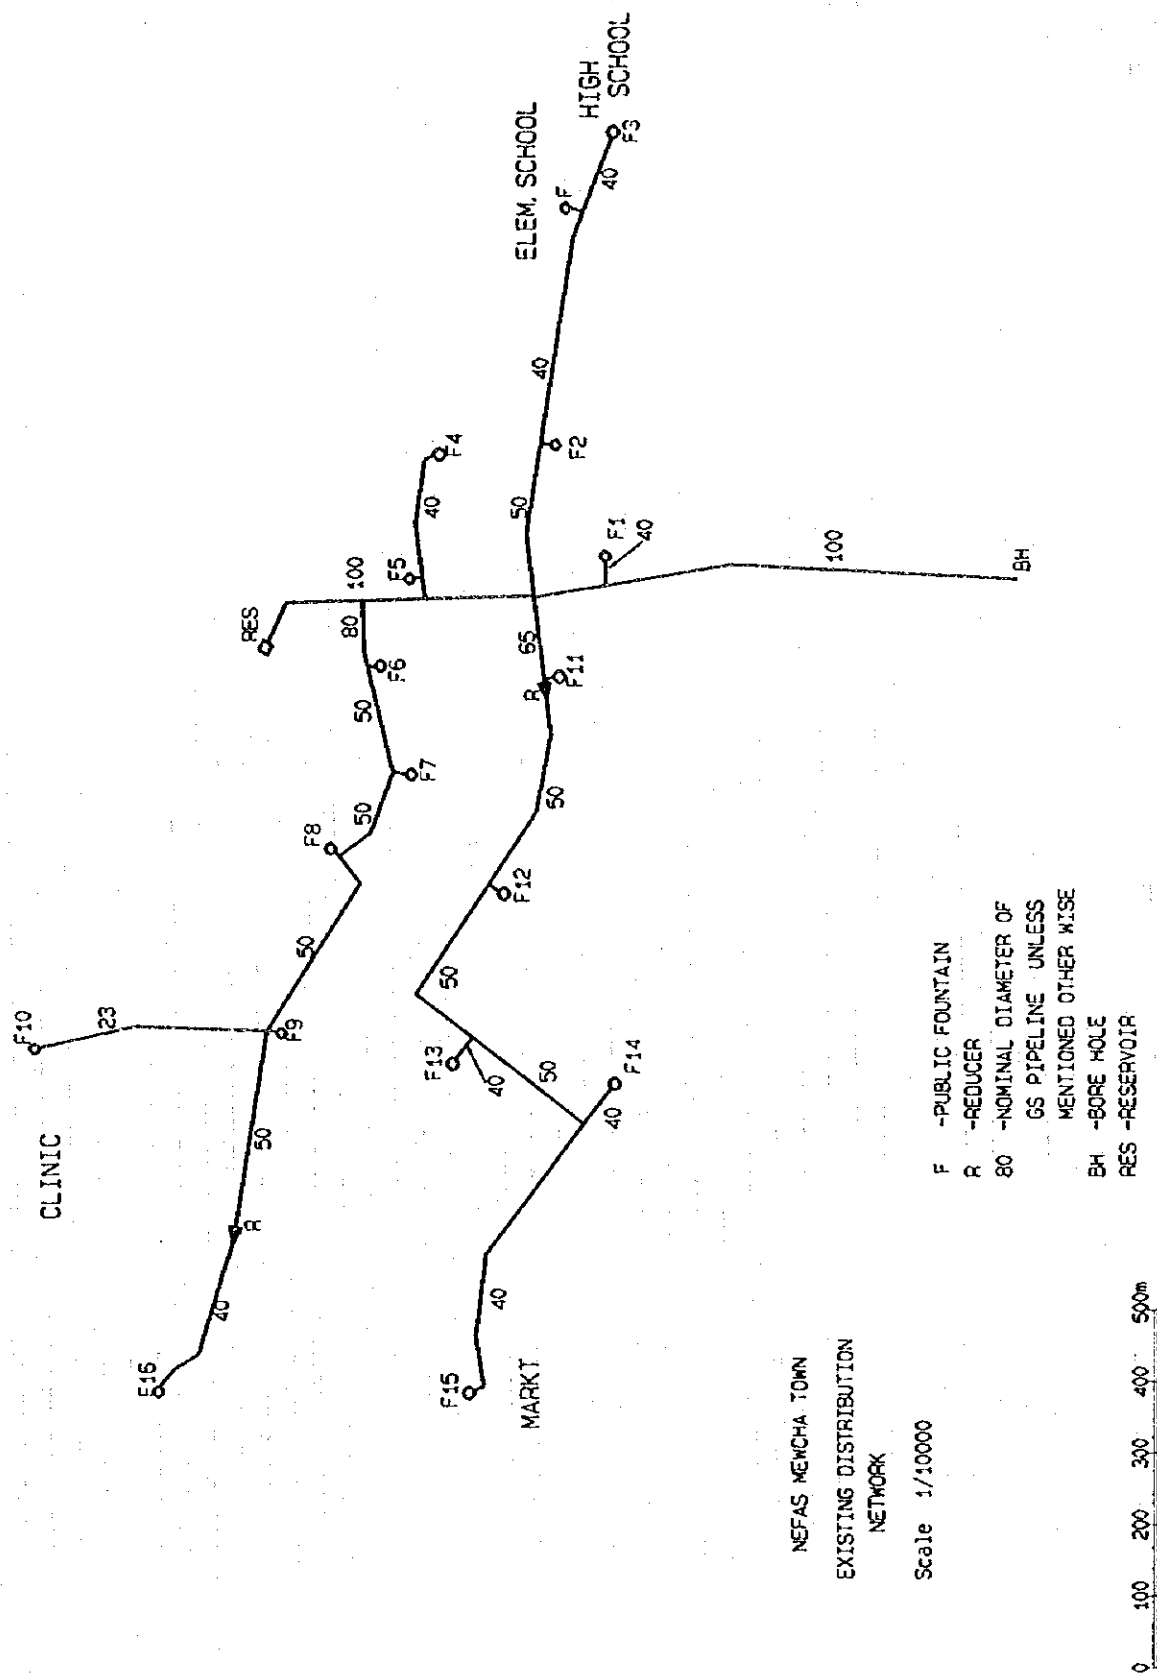 CLINIC
F10
23
F16
40
R
50
F9
50
F8
50
F7
50
F6
80
RES
100
F5
40
F4
ELEM. SCHOOL
HIGH
SCHOOL
F
40
F3
40
F2
50
F1
40
65
R
F11
50
F12
50
F13
40
50
F14
40
40
F15
MARKT
100
BH
NEFAS MEWCHA TOWN
EXISTING DISTRIBUTION
NETWORK
Scale 1/10000
F -PUBLIC FOUNTAIN
R -REDUCER
80 -NOMINAL DIAMETER OF
GS PIPELINE UNLESS
MENTIONED OTHER WISE
BH -BORE HOLE
RES -RESERVOIR
0 100 200 300 400 500m